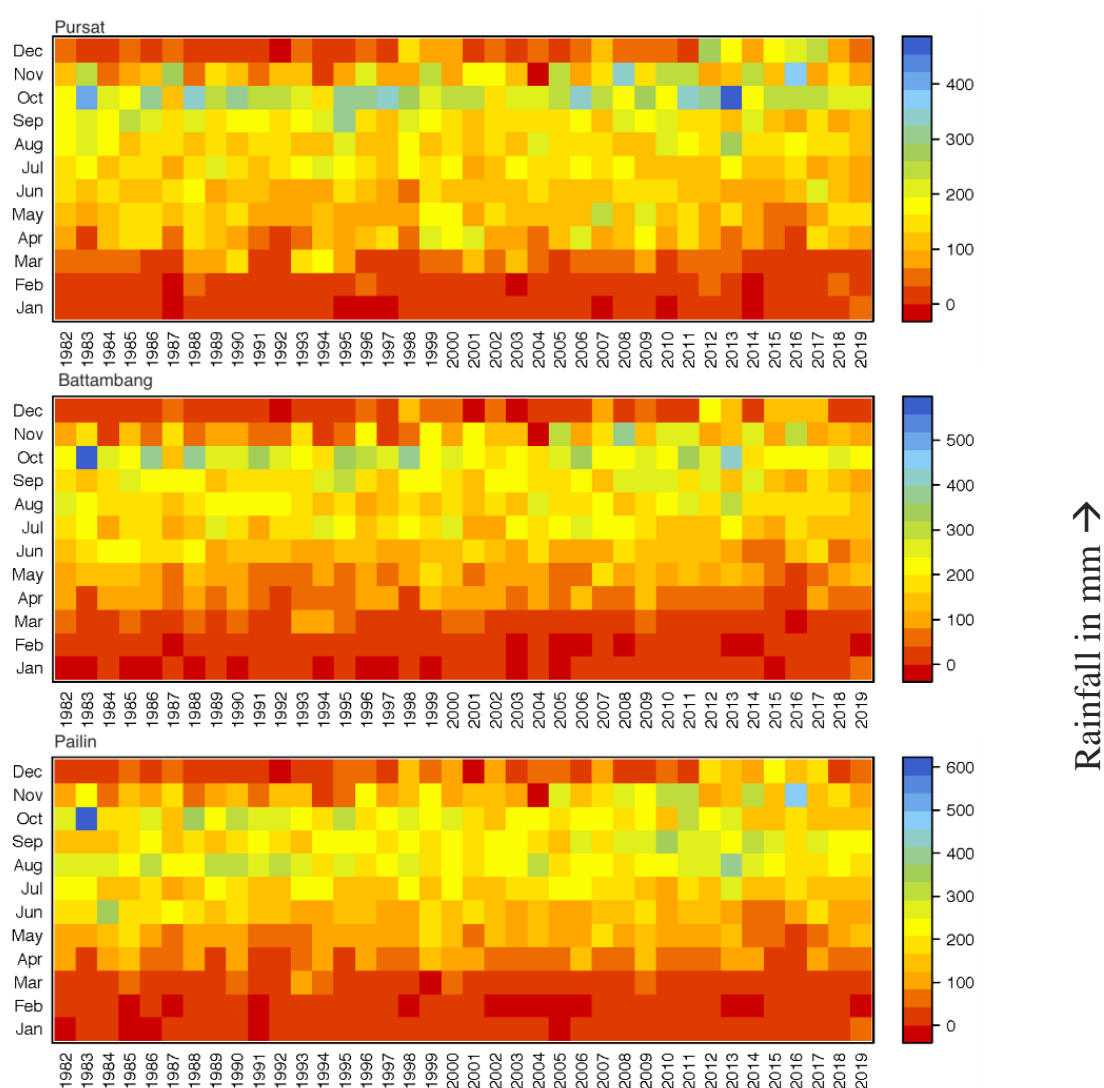 Pursat
Dec
Nov
Oct
Sep
Aug
Jul
Jun
May
Apr
Mar
Feb
Jan
400
300
200
100
0
1982 1983 1984 1985 1986 1987 1988 1989 1990 1991 1992 1993 1994 1995 1996 1997 1998 1999 2000 2001 2002 2003 2004 2005 2006 2007 2008 2009 2010 2011 2012 2013 2014 2015 2016 2017 2018 2019
Battambang
Dec
Nov
Oct
Sep
Aug
Jul
Jun
May
Apr
Mar
Feb
Jan
500
400
300
200
100
0
1982 1983 1984 1985 1986 1987 1988 1989 1990 1991 1992 1993 1994 1995 1996 1997 1998 1999 2000 2001 2002 2003 2004 2005 2006 2007 2008 2009 2010 2011 2012 2013 2014 2015 2016 2017 2018 2019
Pailin
Dec
Nov
Oct
Sep
Aug
Jul
Jun
May
Apr
Mar
Feb
Jan
600
500
400
300
200
100
0
1982 1983 1984 1985 1986 1987 1988 1989 1990 1991 1992 1993 1994 1995 1996 1997 1998 1999 2000 2001 2002 2003 2004 2005 2006 2007 2008 2009 2010 2011 2012 2013 2014 2015 2016 2017 2018 2019
Rainfall in mm →